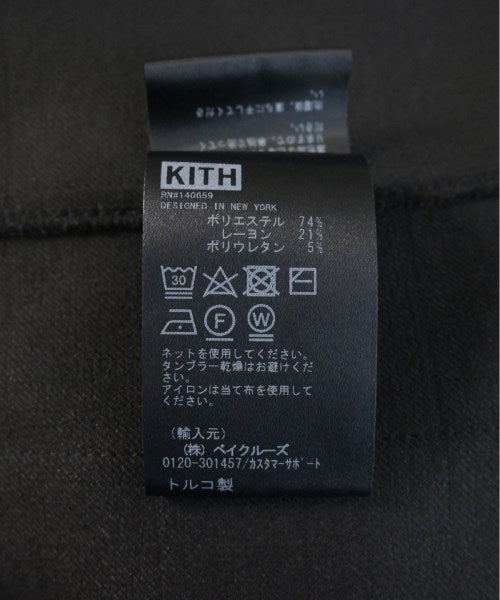 KITH
RN#140659
DESIGNED IN NEW YORK
ポリエステル 74%
レーヨン 21%
ポリウレタン 5%
30
F W
ネットを使用してください。
タンブラー乾燥はお避けくだ
さい。
アイロンは当て布を使用して
ください。
(輸入元)
(株) ベイクルーズ
0120-301457/カスタマーサポート
トルコ製